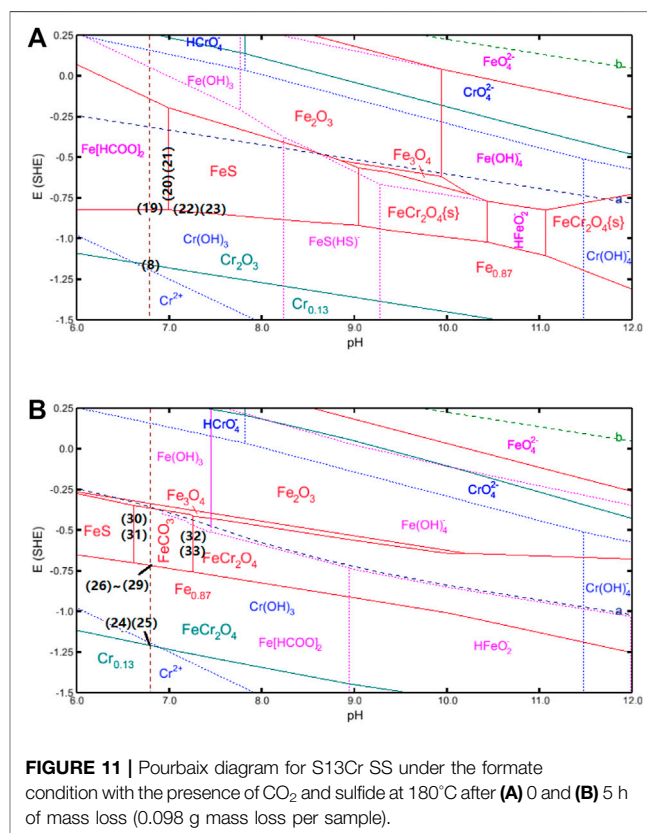 A
0.25
0.0
-0.25
-0.5
-0.75
-1.0
-1.25
-1.5
E (SHE)
6.0 7.0 8.0 9.0 10.0 11.0 12.0
pH
HCrO₄⁻
FeO₄²⁻
b
Fe(OH)₃
CrO₄²⁻
Fe₂O₃
Fe[HCOO]₂
(20) (21)
FeS
Fe₃O₄
Fe(OH)₄⁻
a
FeCr₂O₄{s}
HFeO₂⁻
FeCr₂O₄{s}
(19) (22)(23)
Cr(OH)₃
FeS(HS)⁻
Cr(OH)₄⁻
(8)
Cr₂O₃
Fe₀.₈₇
Cr²⁺
Cr₀.₁₃
B
0.25
0.0
-0.25
-0.5
-0.75
-1.0
-1.25
-1.5
E (SHE)
6.0 7.0 8.0 9.0 10.0 11.0 12.0
pH
HCrO₄⁻
FeO₄²⁻
b
Fe(OH)₃
CrO₄²⁻
Fe₃O₄
Fe₂O₃
FeS
(30)
(31)
FeCO₃
(32)
(33)
Fe(OH)₄⁻
FeCr₂O₄
(26)~(29)
Fe₀.₈₇
Cr(OH)₃
Cr(OH)₄⁻
a
(24)(25)
FeCr₂O₄
Fe[HCOO]₂
HFeO₂⁻
Cr₀.₁₃
Cr²⁺
FIGURE 11 | Pourbaix diagram for S13Cr SS under the formate
condition with the presence of CO₂ and sulfide at 180°C after (A) 0 and (B) 5 h
of mass loss (0.098 g mass loss per sample).